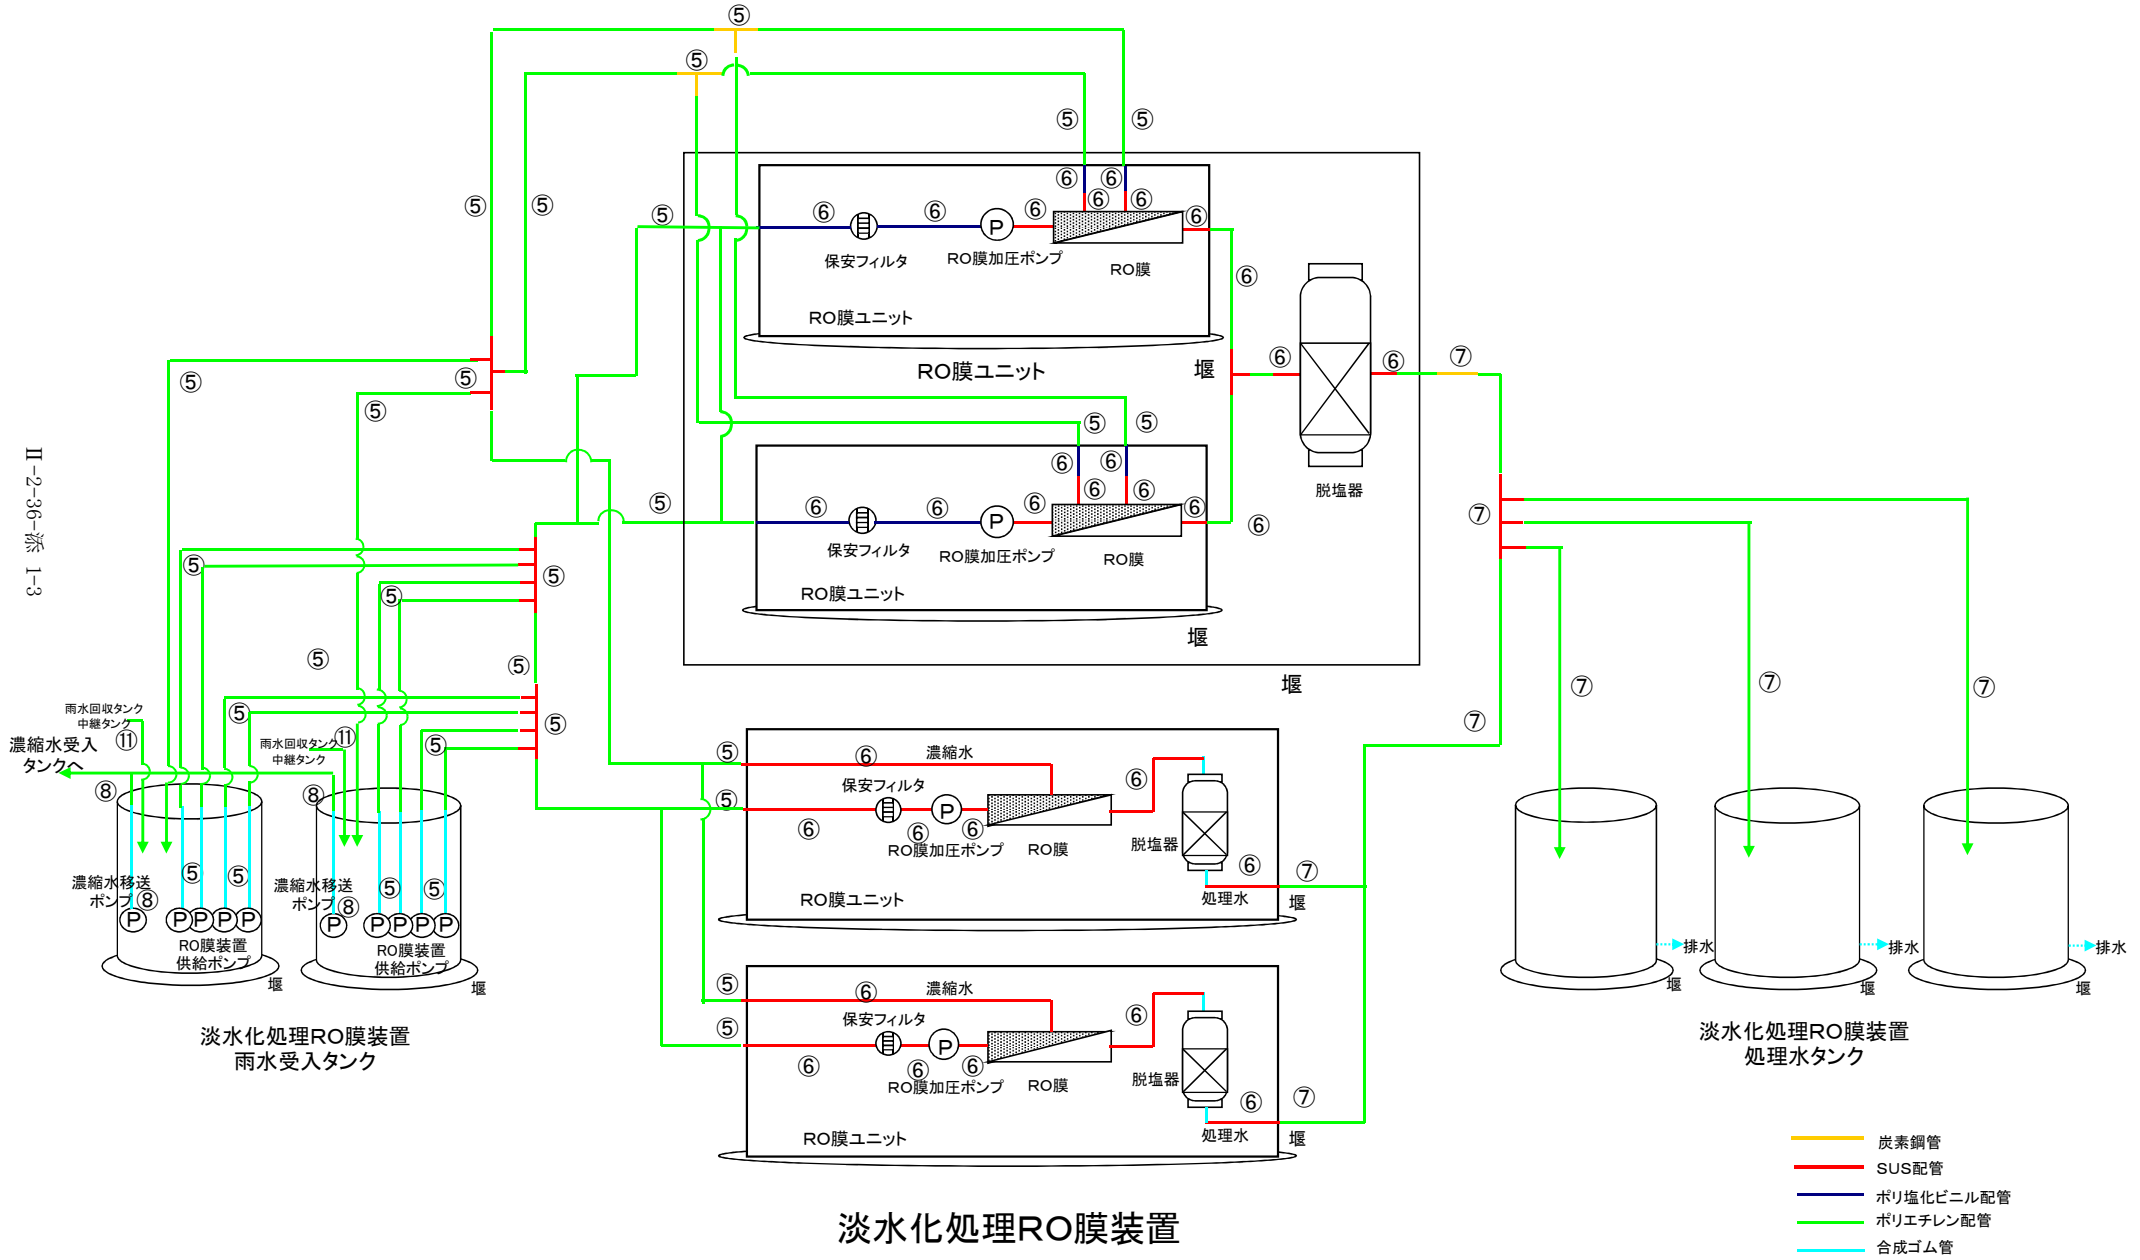 ⑤
⑤
⑤
⑤
⑤
⑤
⑤
⑥
⑥
⑥
⑥
⑥
⑥
⑥
⑥
P
保安フィルタ
RO膜加圧ポンプ
RO膜
⑥
RO膜ユニット
RO膜ユニット
堰
⑥
⑥
⑦
⑤
⑤
⑤
⑤
⑤
Ⅱ-2-36-添 1-3
⑥
⑥
⑤
⑥
⑥
⑥
⑥
⑥
⑥
P
保安フィルタ
RO膜加圧ポンプ
RO膜
⑥
脱塩器
⑦
RO膜ユニット
堰
堰
⑤
⑤
⑤
⑤
⑤
⑤
⑤
⑤
⑦
⑦
⑦
⑦
雨水回収タンク
中継タンク
⑪
濃縮水受入
タンクへ
雨水回収タンク
中継タンク
⑪
⑧
⑧
⑤
⑤
⑤
⑤
濃縮水移送
ポンプ
⑧
P
P
P
P
P
RO膜装置
供給ポンプ
堰
濃縮水移送
ポンプ
⑧
P
P
P
P
P
RO膜装置
供給ポンプ
堰
淡水化処理RO膜装置
雨水受入タンク
⑤
⑥
濃縮水
⑥
保安フィルタ
⑤
⑥
⑥
P
⑥
RO膜加圧ポンプ
RO膜
脱塩器
⑥
⑦
RO膜ユニット
処理水
堰
⑤
⑥
濃縮水
⑥
保安フィルタ
⑤
⑥
⑥
P
⑥
RO膜加圧ポンプ
RO膜
脱塩器
⑥
⑦
RO膜ユニット
処理水
堰
排水
排水
排水
堰
堰
堰
淡水化処理RO膜装置
処理水タンク
炭素鋼管
SUS配管
ポリ塩化ビニル配管
ポリエチレン配管
合成ゴム管
淡水化処理RO膜装置